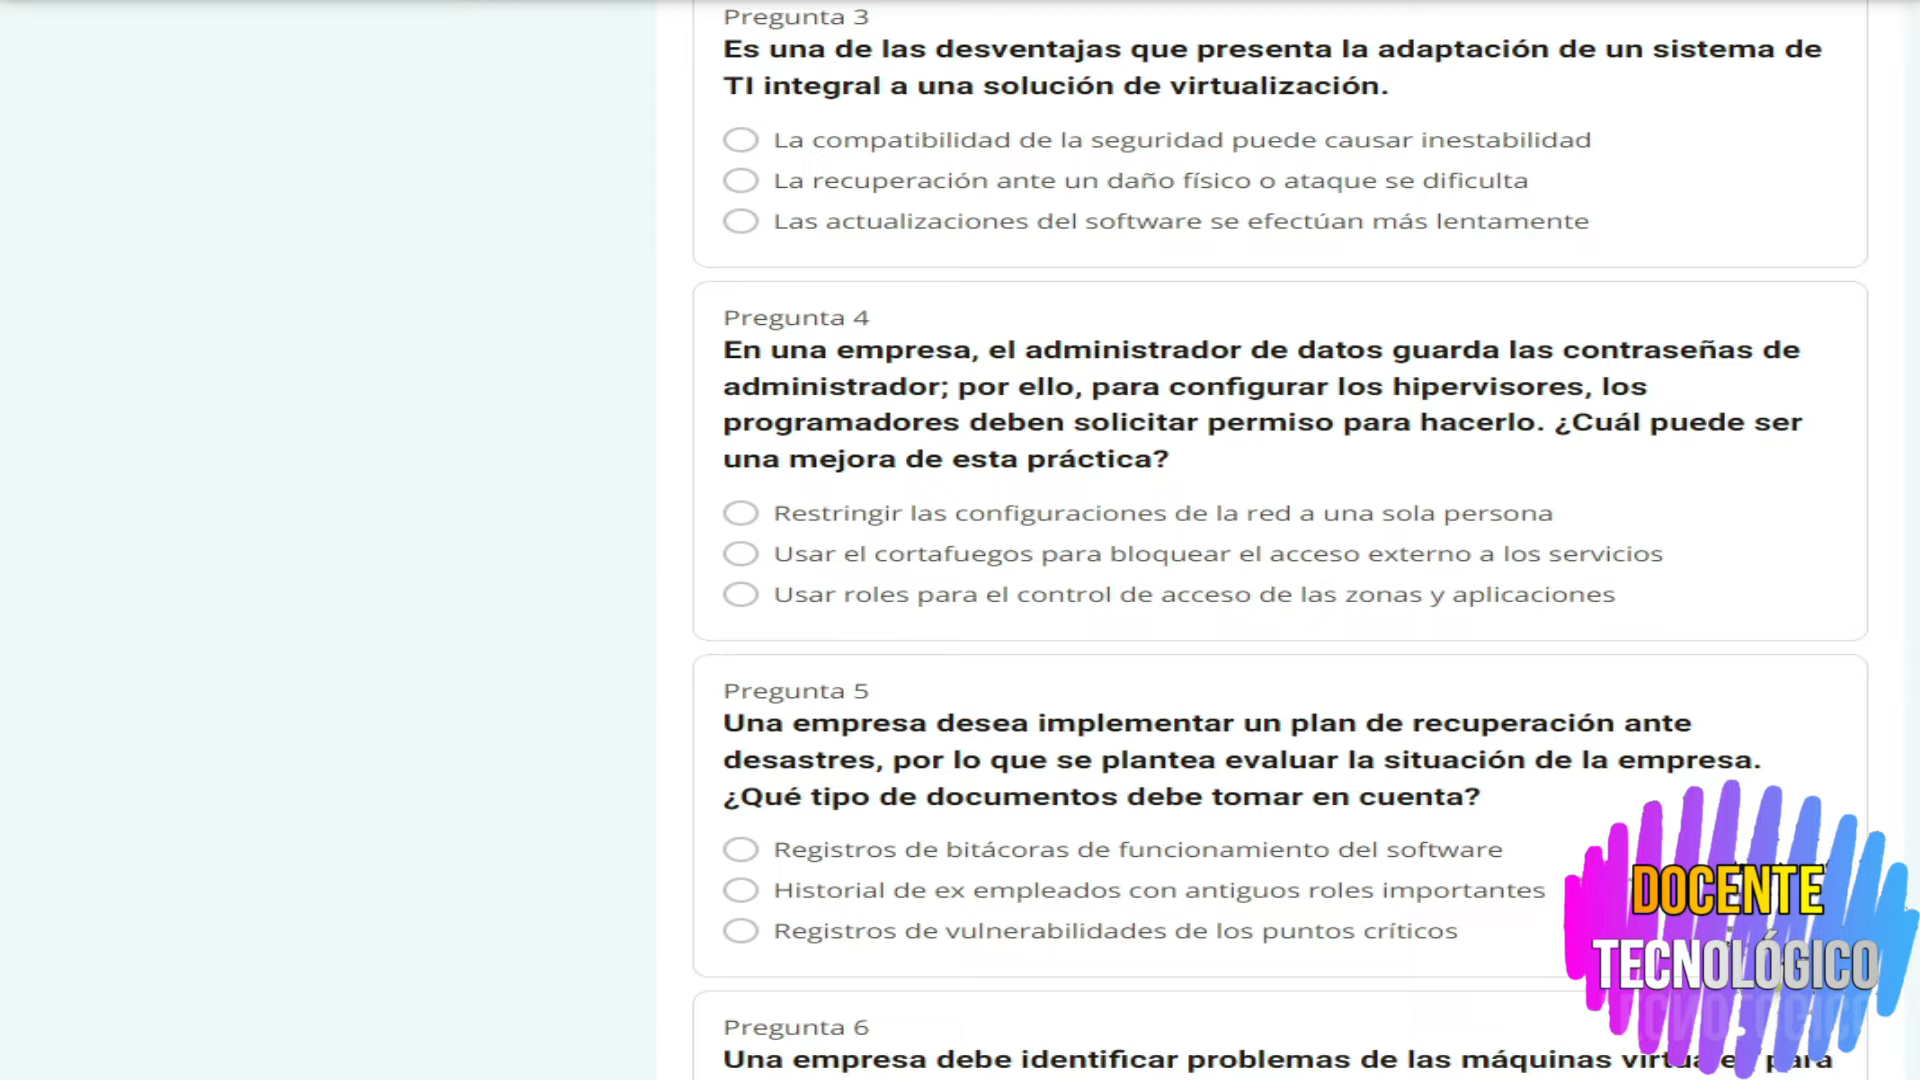 Pregunta 3
Es una de las desventajas que presenta la adaptación de un sistema de
TI integral a una solución de virtualización.
La compatibilidad de la seguridad puede causar inestabilidad
La recuperación ante un daño físico o ataque se dificulta
Las actualizaciones del software se efectúan más lentamente
Pregunta 4
En una empresa, el administrador de datos guarda las contraseñas de
administrador; por ello, para configurar los hipervisores, los
programadores deben solicitar permiso para hacerlo. ¿Cuál puede ser
una mejora de esta práctica?
Restringir las configuraciones de la red a una sola persona
Usar el cortafuegos para bloquear el acceso externo a los servicios
Usar roles para el control de acceso de las zonas y aplicaciones
Pregunta 5
Una empresa desea implementar un plan de recuperación ante
desastres, por lo que se plantea evaluar la situación de la empresa.
¿Qué tipo de documentos debe tomar en cuenta?
Registros de bitácoras de funcionamiento del software
Historial de ex empleados con antiguos roles importantes
Registros de vulnerabilidades de los puntos críticos
DOCENTE
TECNOLÓGICO
Pregunta 6
Una empresa debe identificar problemas de las máquinas virtuales para